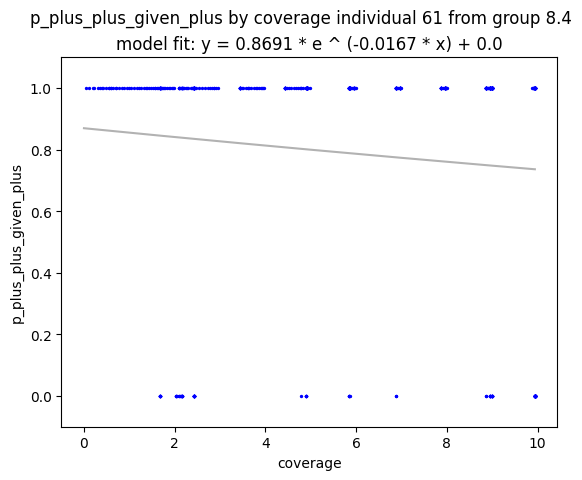 p_plus_plus_given_plus by coverage individual 61 from group 8.4
model fit: y = 0.8691 * e ^ (-0.0167 * x) + 0.0
1.0
0.8
0.6
0.4
0.2
0.0
p_plus_plus_given_plus
0 2 4 6 8 10
coverage